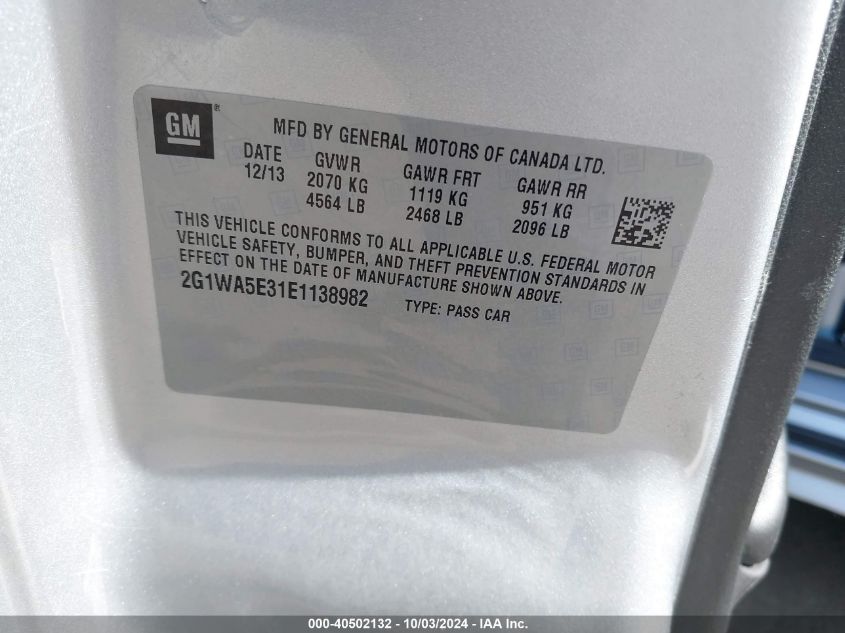 GM ®
MFD BY GENERAL MOTORS OF CANADA LTD.
DATE GVWR GAWR FRT GAWR RR
12/13 2070 KG 1119 KG 951 KG
4564 LB 2468 LB 2096 LB
THIS VEHICLE CONFORMS TO ALL APPLICABLE U.S. FEDERAL MOTOR
VEHICLE SAFETY, BUMPER, AND THEFT PREVENTION STANDARDS IN
EFFECT ON THE DATE OF MANUFACTURE SHOWN ABOVE.
2G1WA5E31E1138982 TYPE: PASS CAR
000-40502132 - 10/03/2024 - IAA Inc.